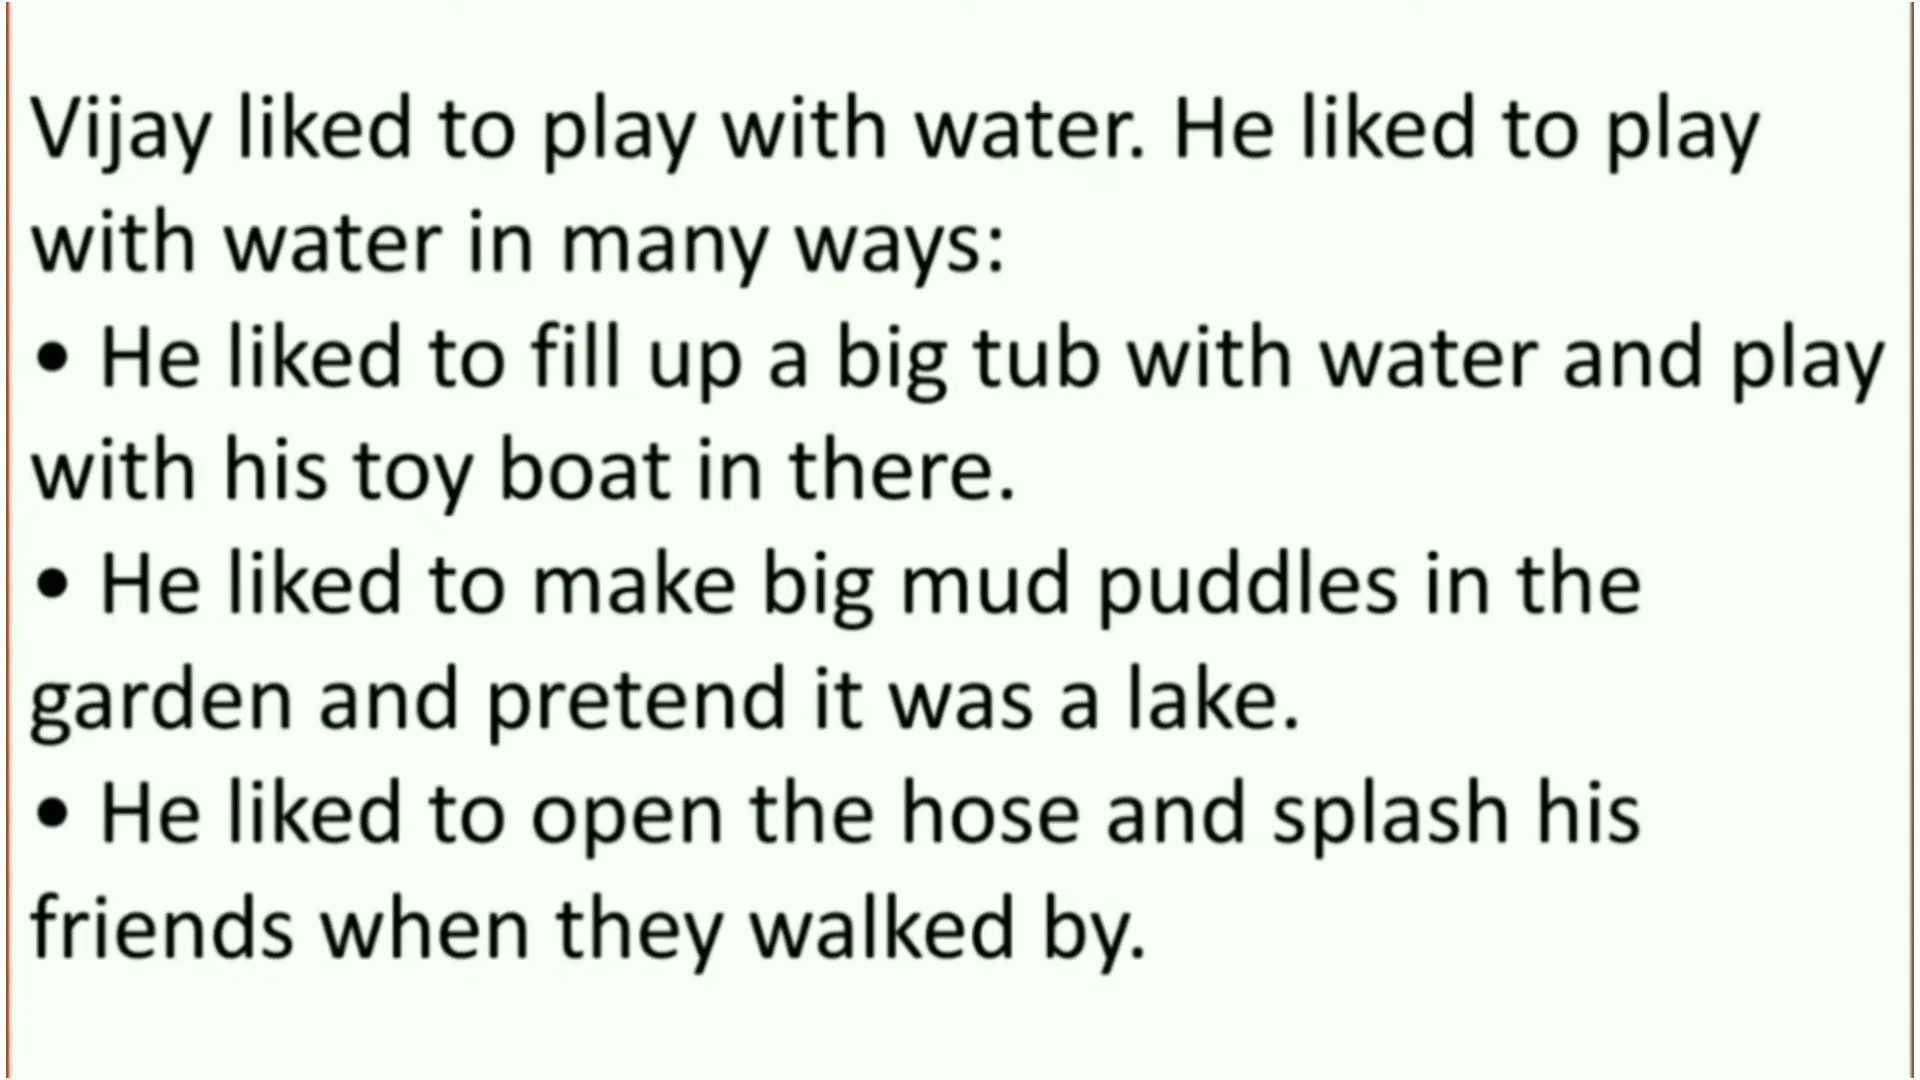 Vijay liked to play with water. He liked to play
with water in many ways:
• He liked to fill up a big tub with water and play
with his toy boat in there.
• He liked to make big mud puddles in the
garden and pretend it was a lake.
• He liked to open the hose and splash his
friends when they walked by.